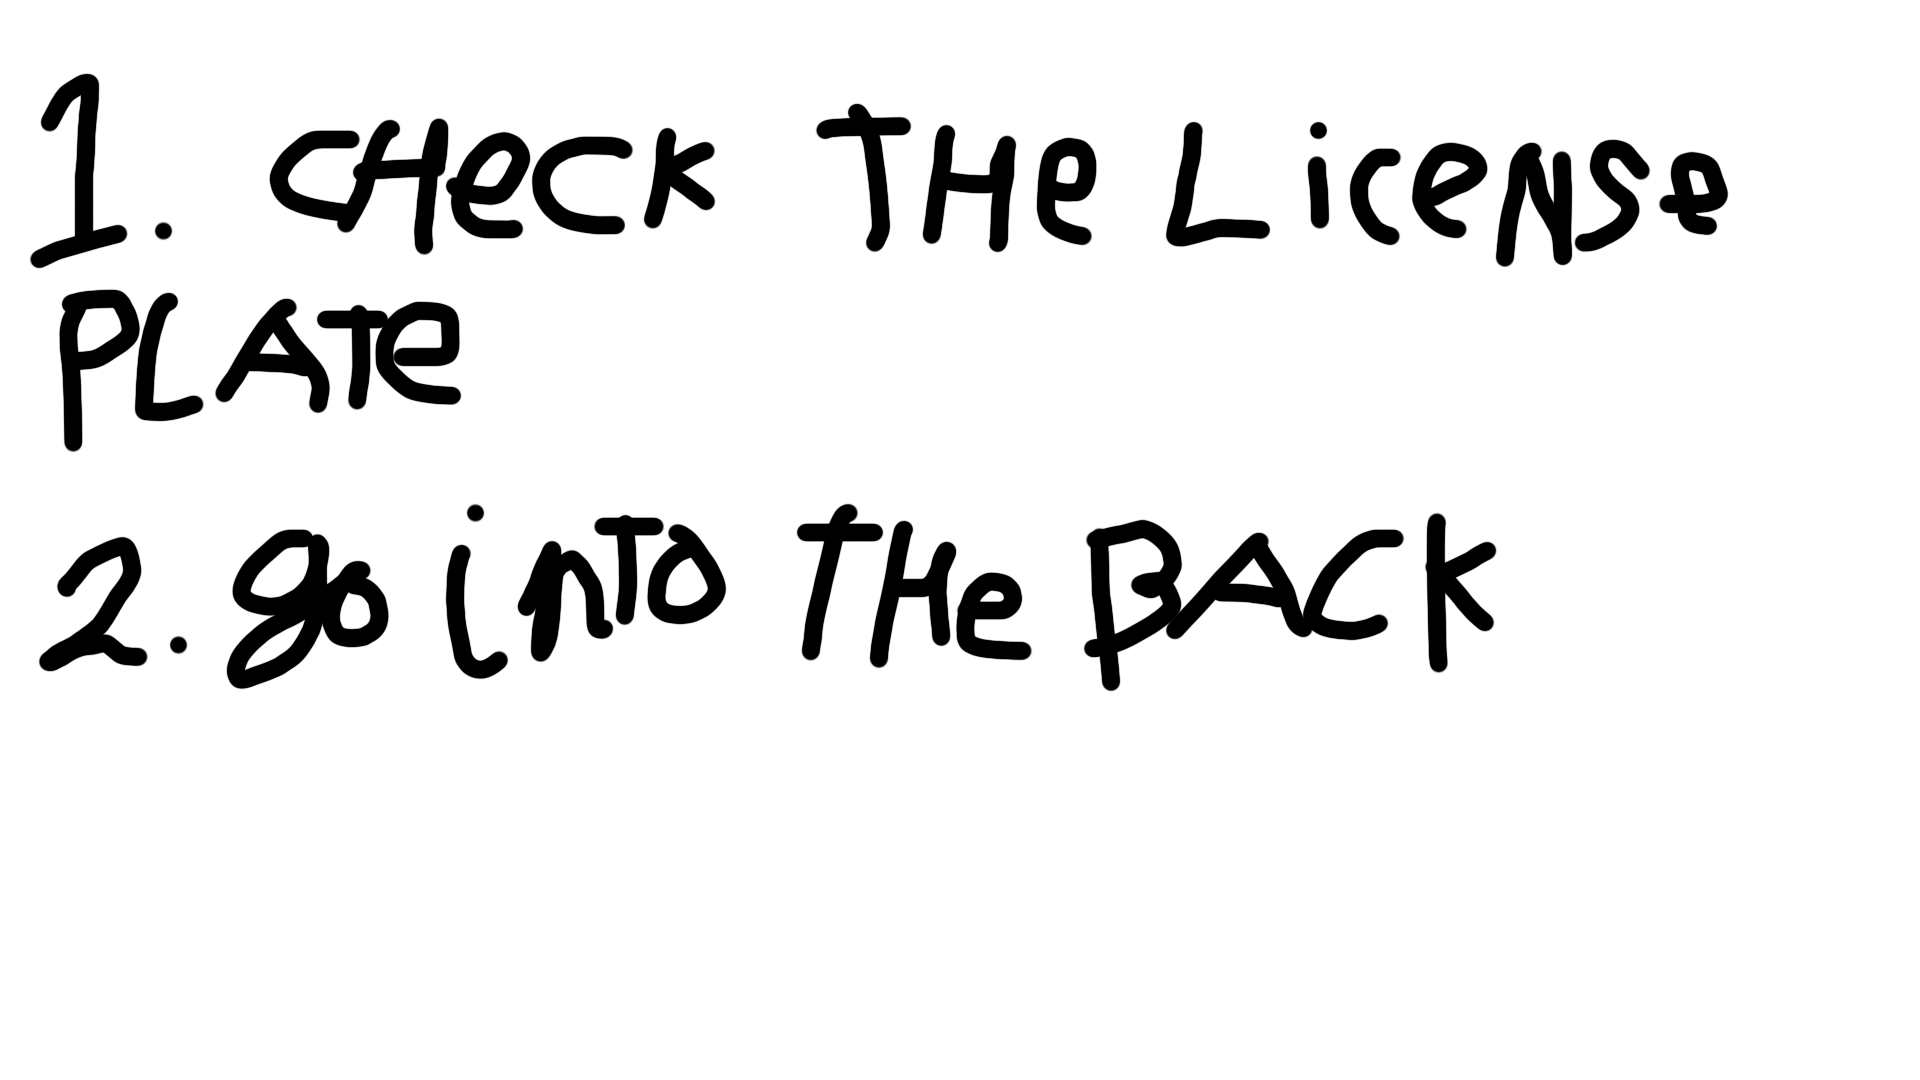 1. CHeCK THe LiceNSe
PLATe
2. go inTo THe BACK